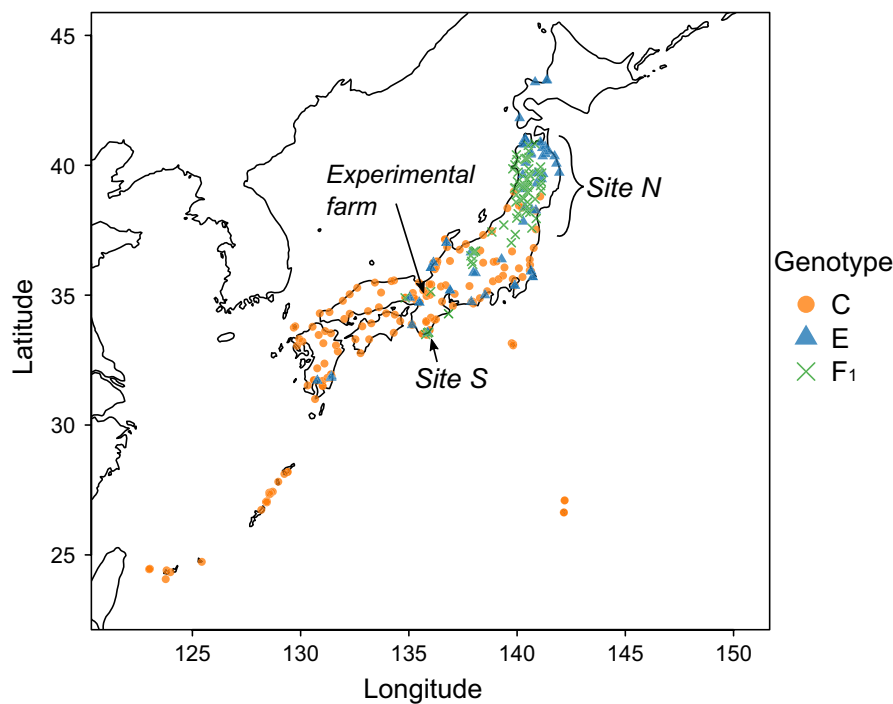 45
40
35
30
25
Latitude
125
130
135
140
145
150
Longitude
Experimental
farm
Site N
Site S
Genotype
C
E
F1